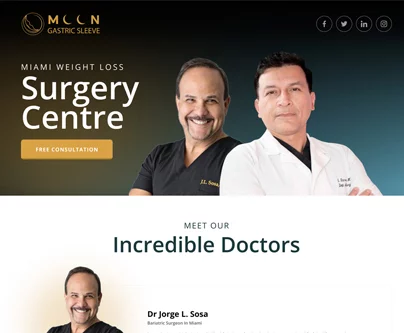 MOON
GASTRIC SLEEVE
MIAMI WEIGHT LOSS
Surgery
Centre
FREE CONSULTATION
J.L. Sosa
MEET OUR
Incredible Doctors
Dr Jorge L. Sosa
Bariatric Surgeon In Miami